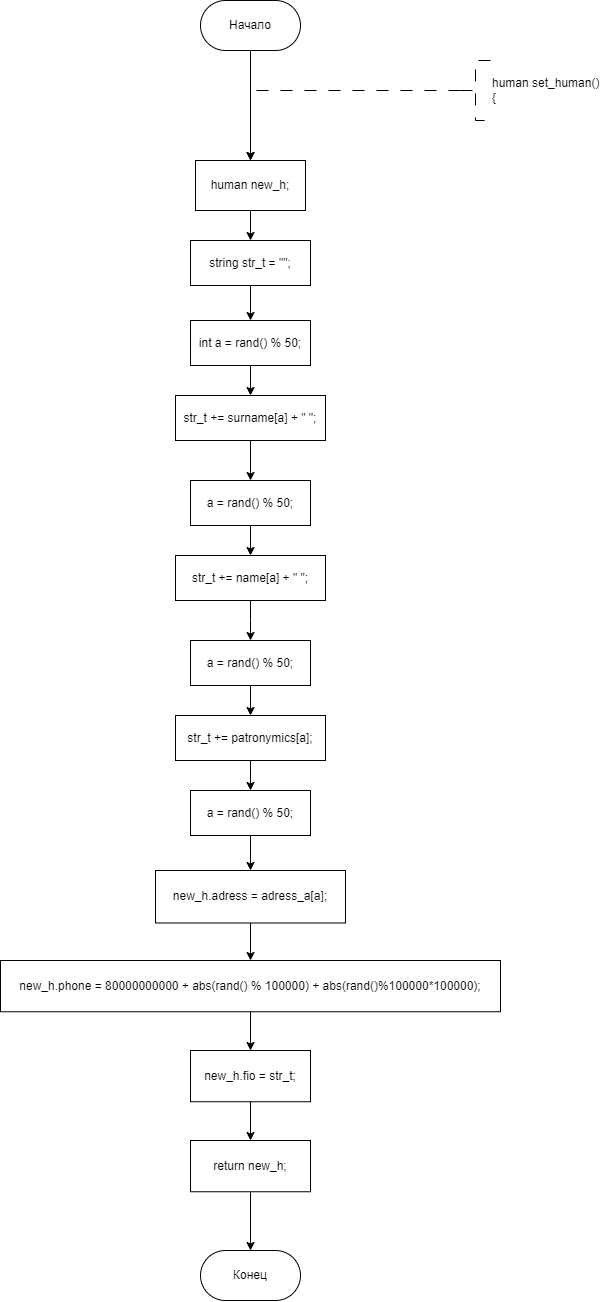 Начало
human set_human()
{
human new_h;
string str_t = "";
int a = rand() % 50;
str_t += surname[a] + " ";
a = rand() % 50;
str_t += name[a] + " ";
a = rand() % 50;
str_t += patronymics[a];
a = rand() % 50;
new_h.adress = adress_a[a];
new_h.phone = 80000000000 + abs(rand() % 100000) + abs(rand()%100000*100000);
new_h.fio = str_t;
return new_h;
Конец